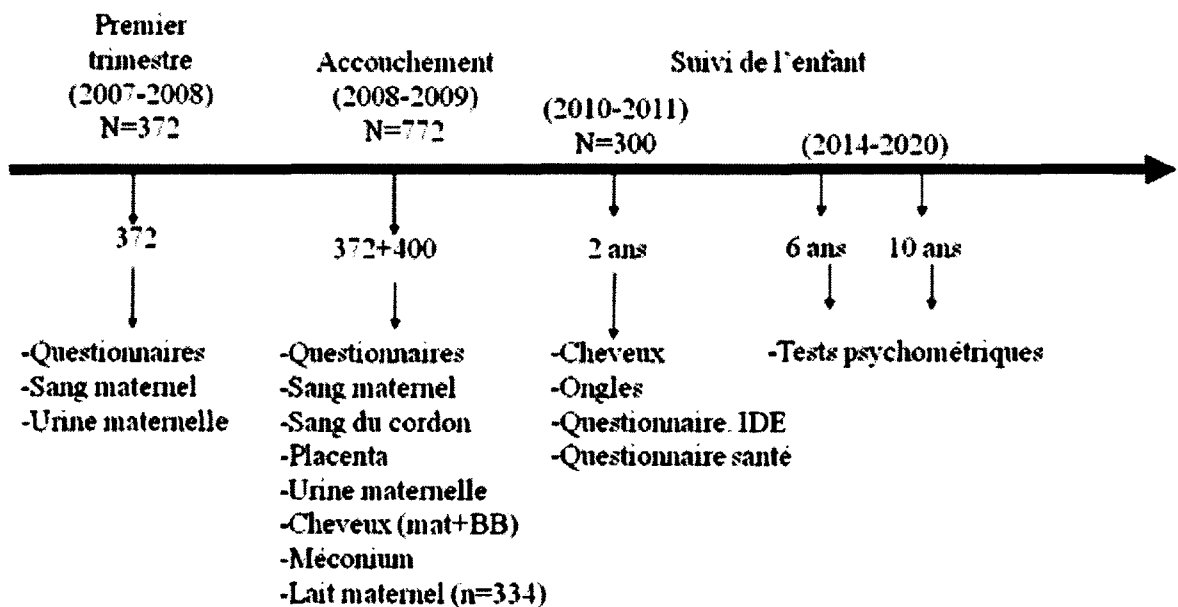 Premier
trimestre
(2007-2008)
N=372
Accouchement
(2008-2009)
N=772
Suivi de l'enfant
(2010-2011)
N=300
(2014-2020)
372
372+400
2 ans
6 ans
10 ans
-Questionnaires
-Sang maternel
-Urine maternelle
-Questionnaires
-Sang maternel
-Sang du cordon
-Placenta
-Urine maternelle
-Cheveux (mat+BB)
-Méconium
-Lait maternel (n=334)
-Cheveux
-Ongles
-Questionnaire IDE
-Questionnaire santé
-Tests psychométriques